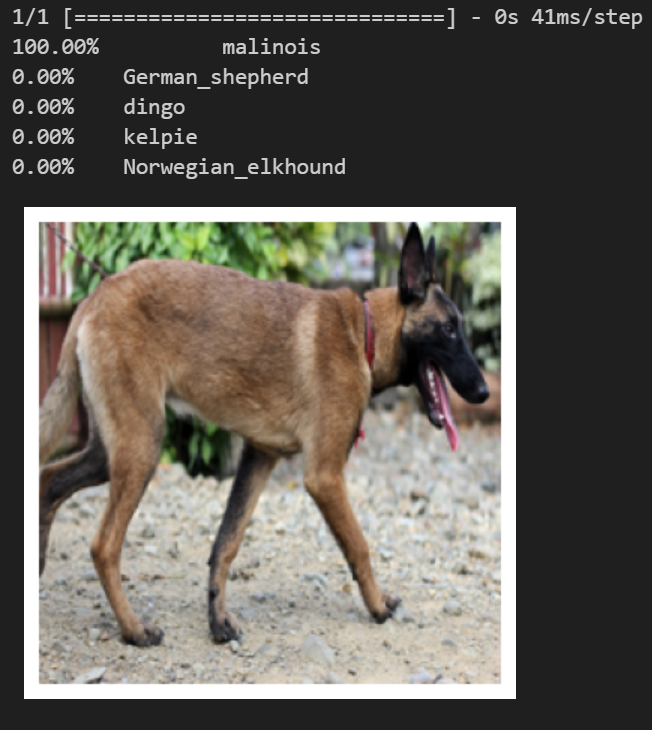 1/1 [==============================] - 0s 41ms/step
100.00%          malinois
0.00%    German_shepherd
0.00%    dingo
0.00%    kelpie
0.00%    Norwegian_elkhound